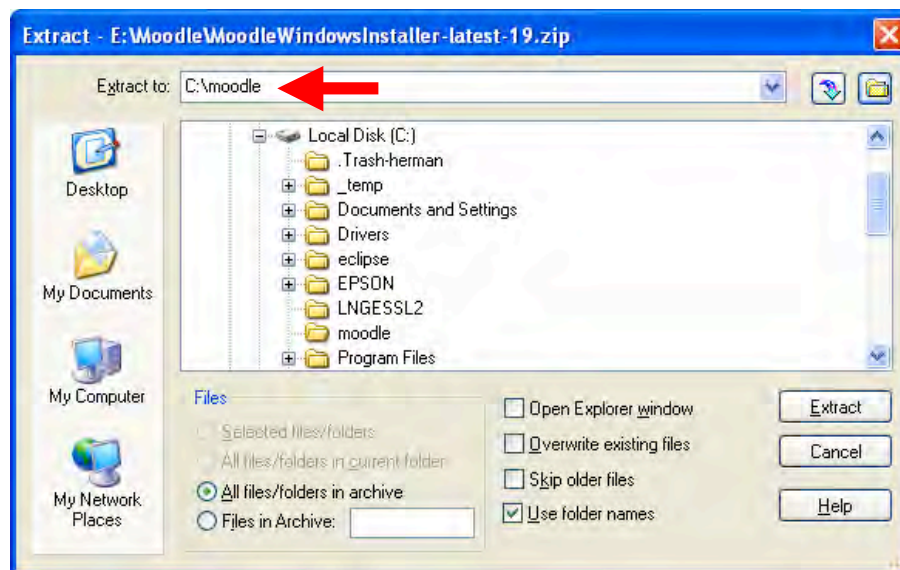 Extract - E:\Moodle\MoodleWindowsInstaller-latest-19.zip
Extract to: C:\moodle
Desktop
My Documents
My Computer
My Network
Places
Local Disk (C:)
.Trash-herman
_temp
Documents and Settings
Drivers
eclipse
EPSON
LNGESSL2
moodle
Program Files
Files
Selected files/folders
All files/folders in current folder
All files/folders in archive
Files in Archive:
Open Explorer window
Overwrite existing files
Skip older files
Use folder names
Extract
Cancel
Help